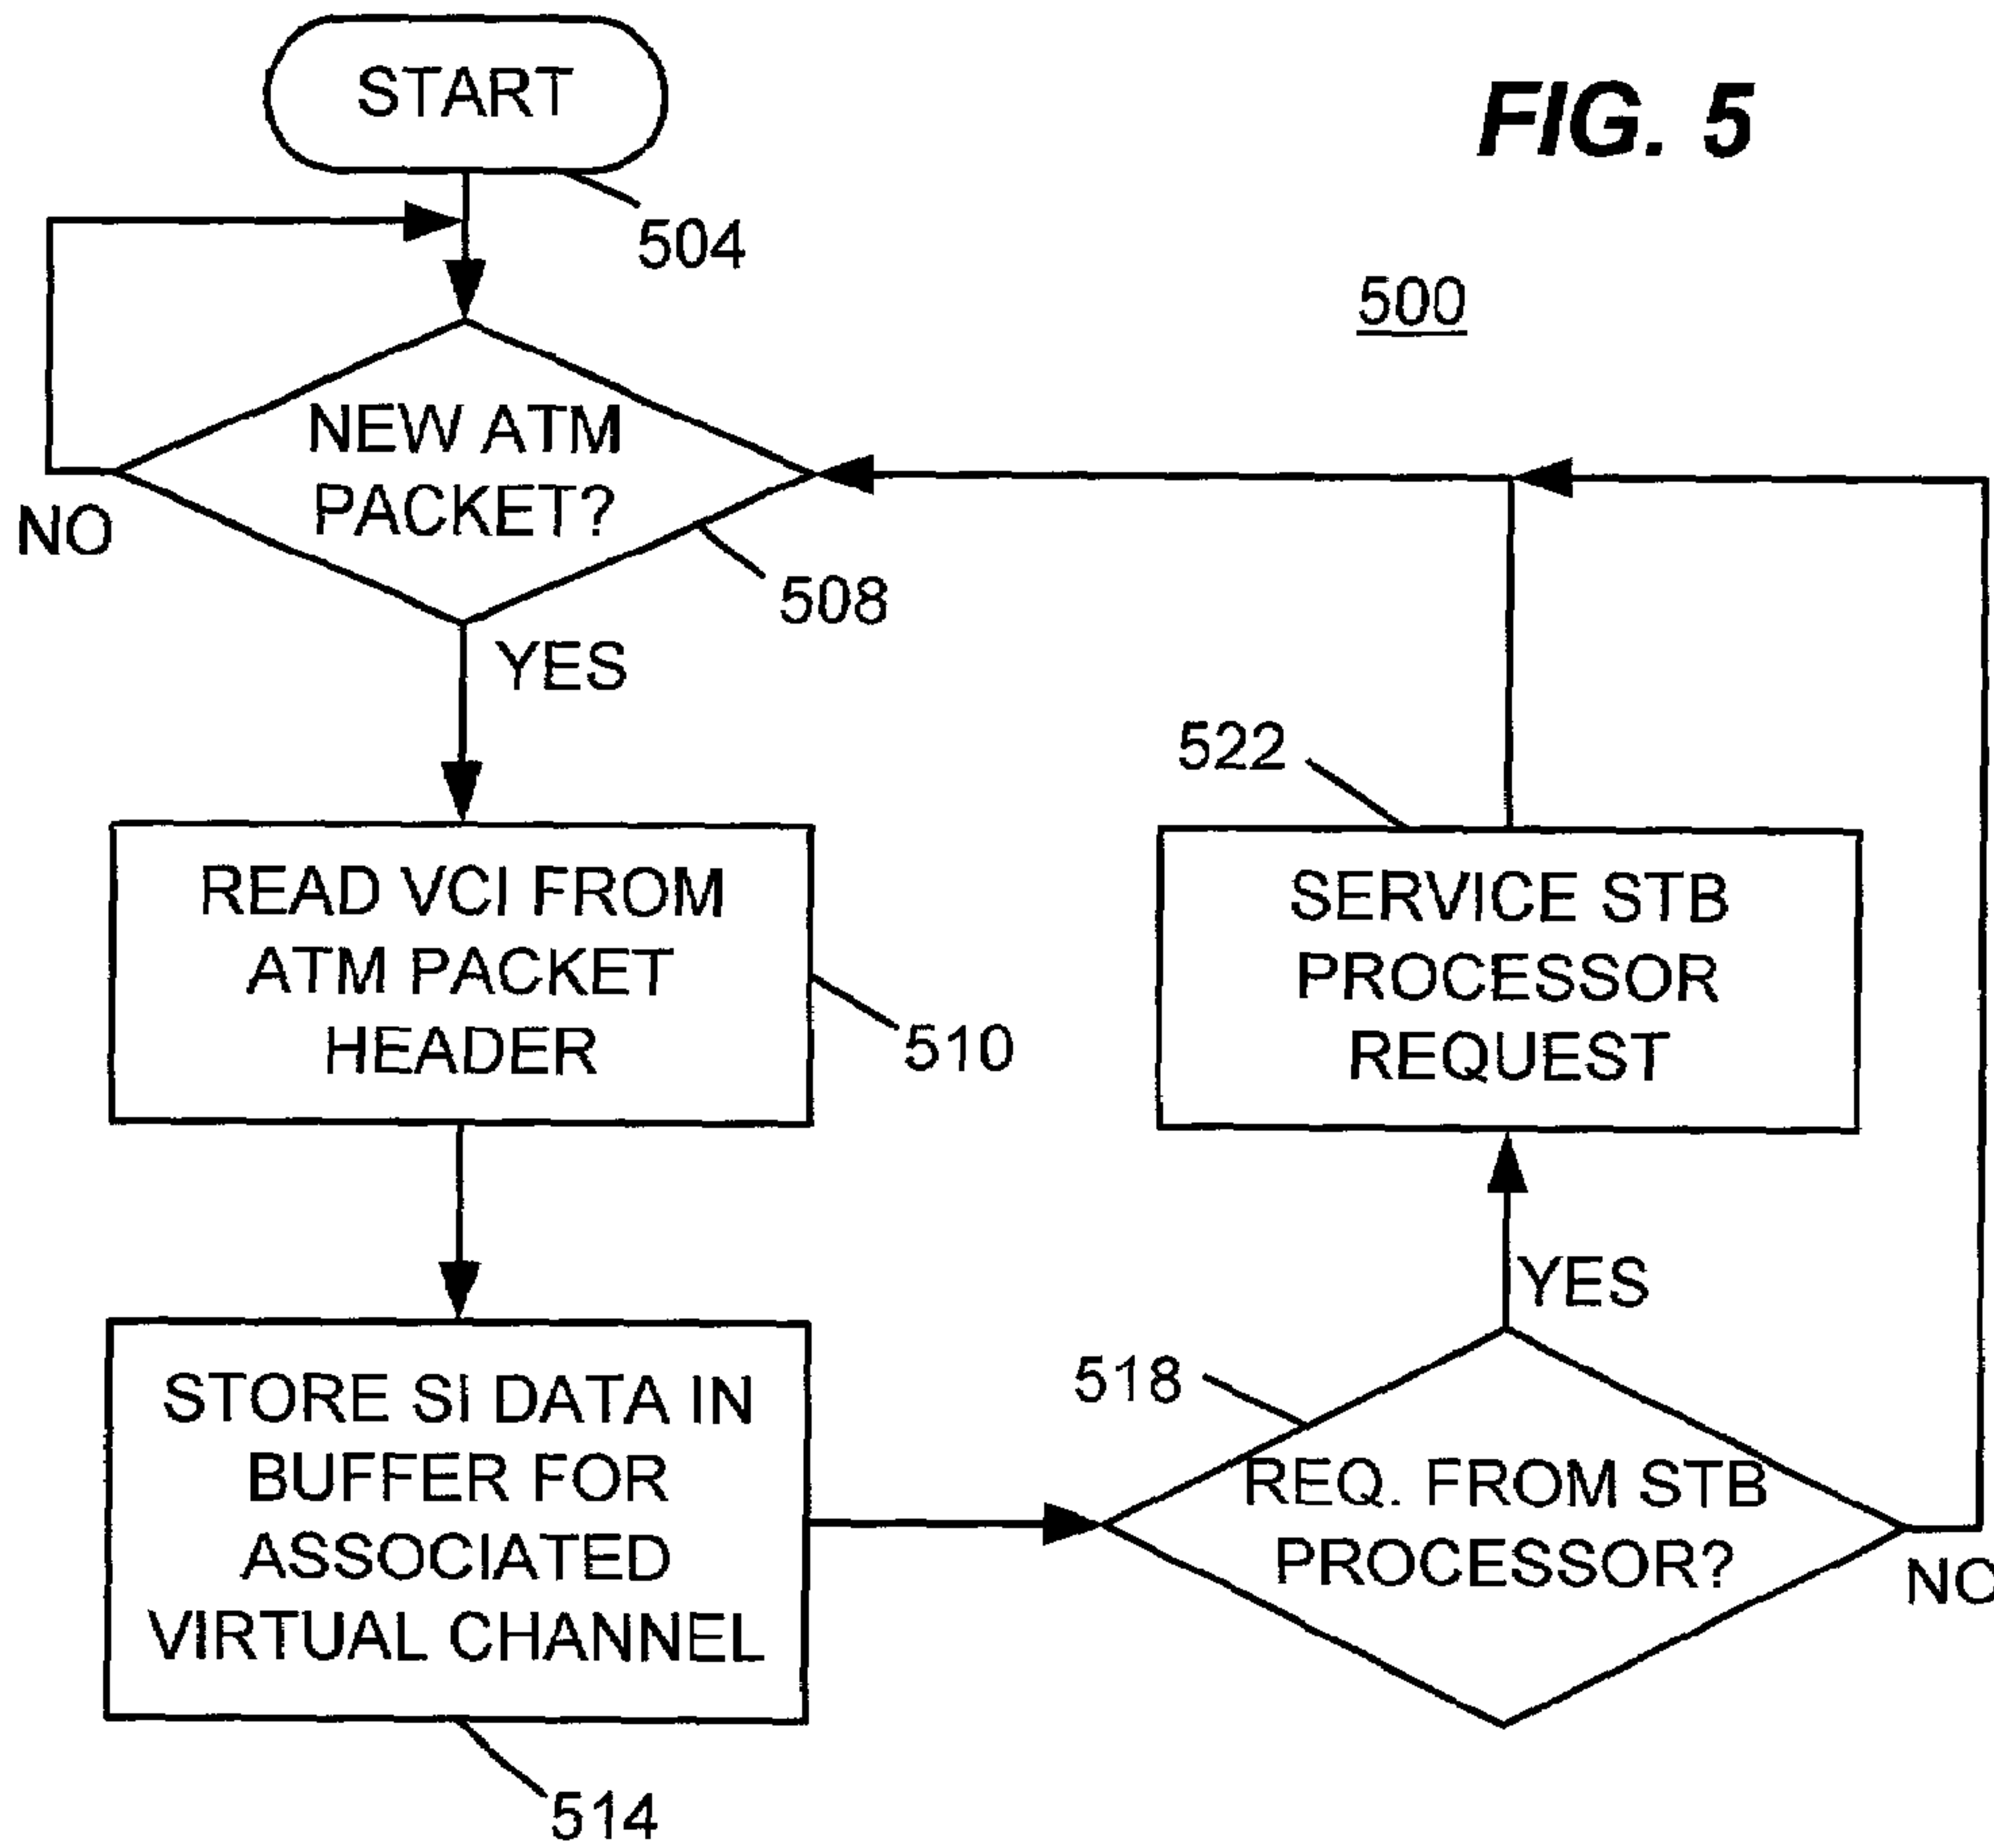 START
FIG. 5
504
500
NEW ATM
PACKET?
NO
508
YES
522
READ VCI FROM
ATM PACKET
HEADER
510
SERVICE STB
PROCESSOR
REQUEST
YES
STORE SI DATA IN
BUFFER FOR
ASSOCIATED
VIRTUAL CHANNEL
514
518
REQ. FROM STB
PROCESSOR?
NO